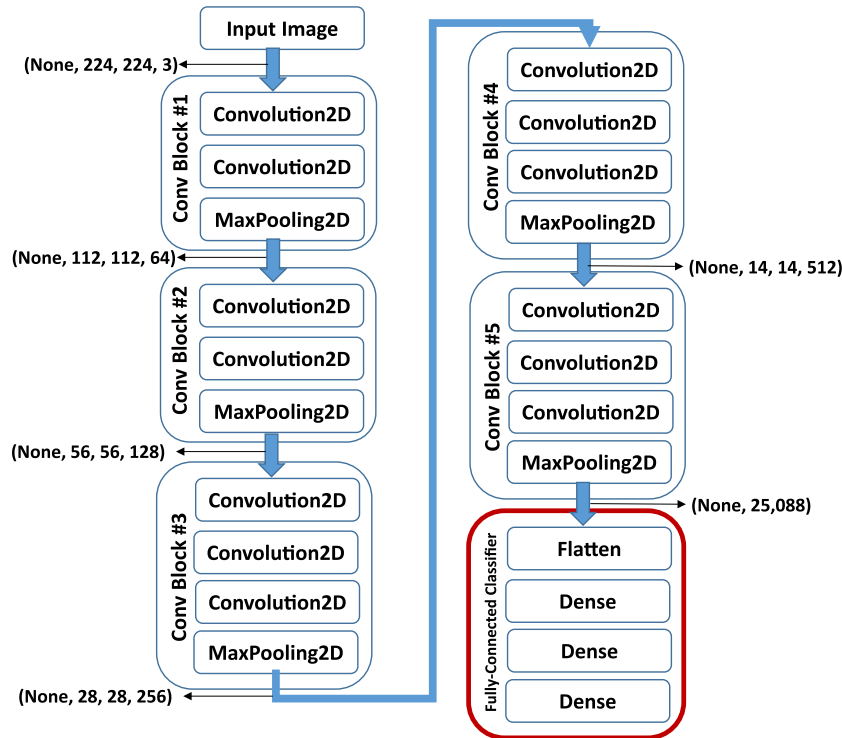 Input Image
(None, 224, 224, 3)
Conv Block #1
Convolution2D
Convolution2D
MaxPooling2D
(None, 112, 112, 64)
Conv Block #2
Convolution2D
Convolution2D
MaxPooling2D
(None, 56, 56, 128)
Conv Block #3
Convolution2D
Convolution2D
Convolution2D
MaxPooling2D
(None, 28, 28, 256)
Conv Block #4
Convolution2D
Convolution2D
Convolution2D
MaxPooling2D
(None, 14, 14, 512)
Conv Block #5
Convolution2D
Convolution2D
Convolution2D
MaxPooling2D
(None, 25,088)
Fully-Connected Classifier
Flatten
Dense
Dense
Dense